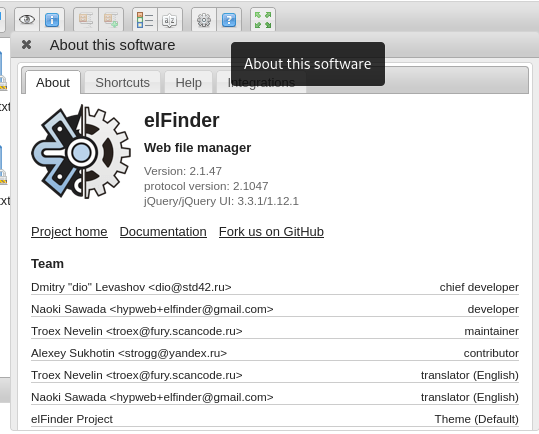 About this software
About this software
About
Shortcuts
Help
Integrations
elFinder
Web file manager
Version: 2.1.47
protocol version: 2.1047
jQuery/jQuery UI: 3.3.1/1.12.1
Project home Documentation Fork us on GitHub
Team
Dmitry "dio" Levashov <dio@std42.ru> chief developer
Naoki Sawada <hypweb+elfinder@gmail.com> developer
Troex Nevelin <troex@fury.scancode.ru> maintainer
Alexey Sukhotin <strogg@yandex.ru> contributor
Troex Nevelin <troex@fury.scancode.ru> translator (English)
Naoki Sawada <hypweb+elfinder@gmail.com> translator (English)
elFinder Project Theme (Default)